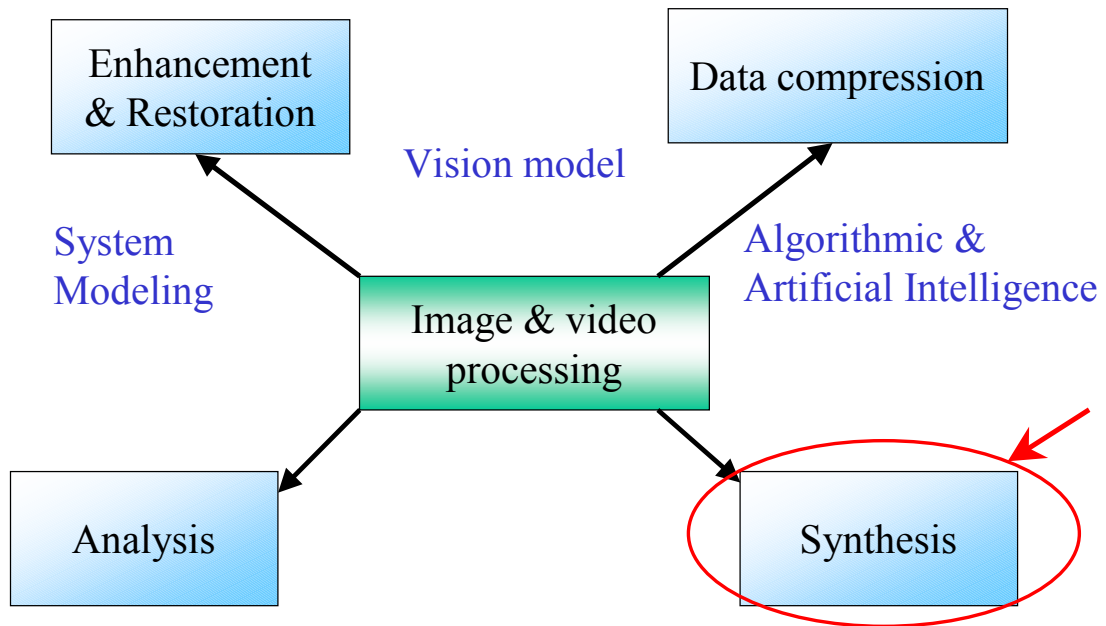 Enhancement
& Restoration
Data compression
Vision model
System
Modeling
Algorithmic &
Artificial Intelligence
Image & video
processing
Analysis
Synthesis